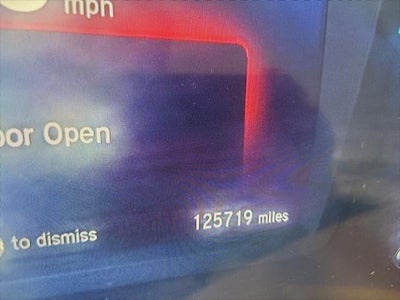 mph
oor Open
to dismiss
125719 miles